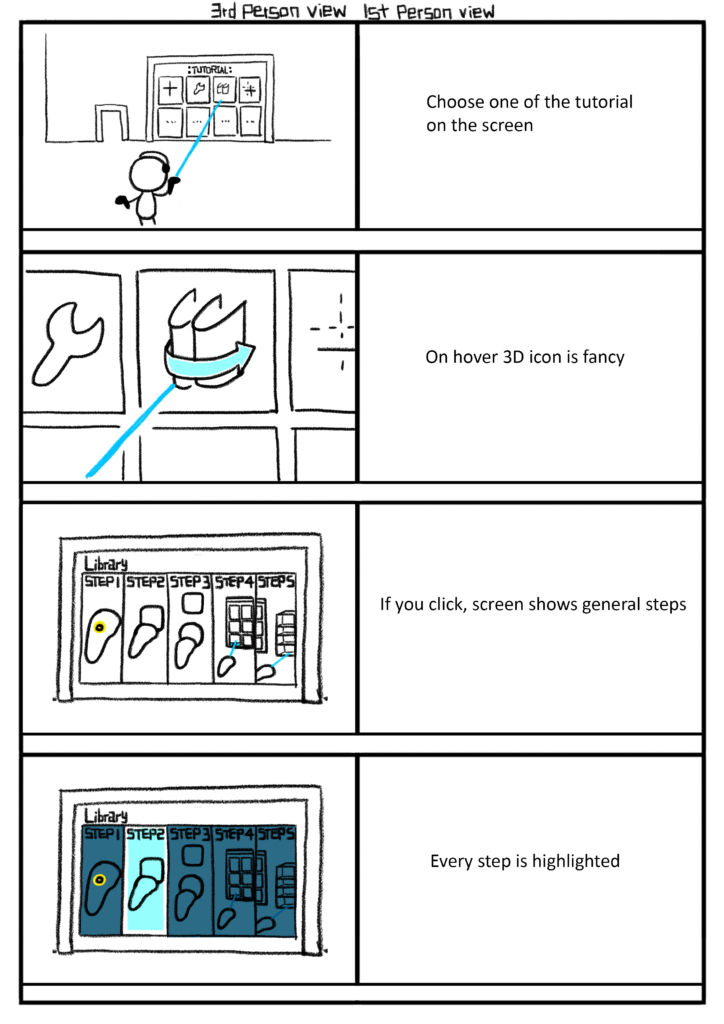 3rd Person view 1st Person view
:TUTORIAL:
... ... ... ...
Choose one of the tutorial
on the screen
On hover 3D icon is fancy
Library
STEP1 STEP2 STEP3 STEP4 STEP5
If you click, screen shows general steps
Library
STEP1 STEP2 STEP3 STEP4 STEP5
Every step is highlighted